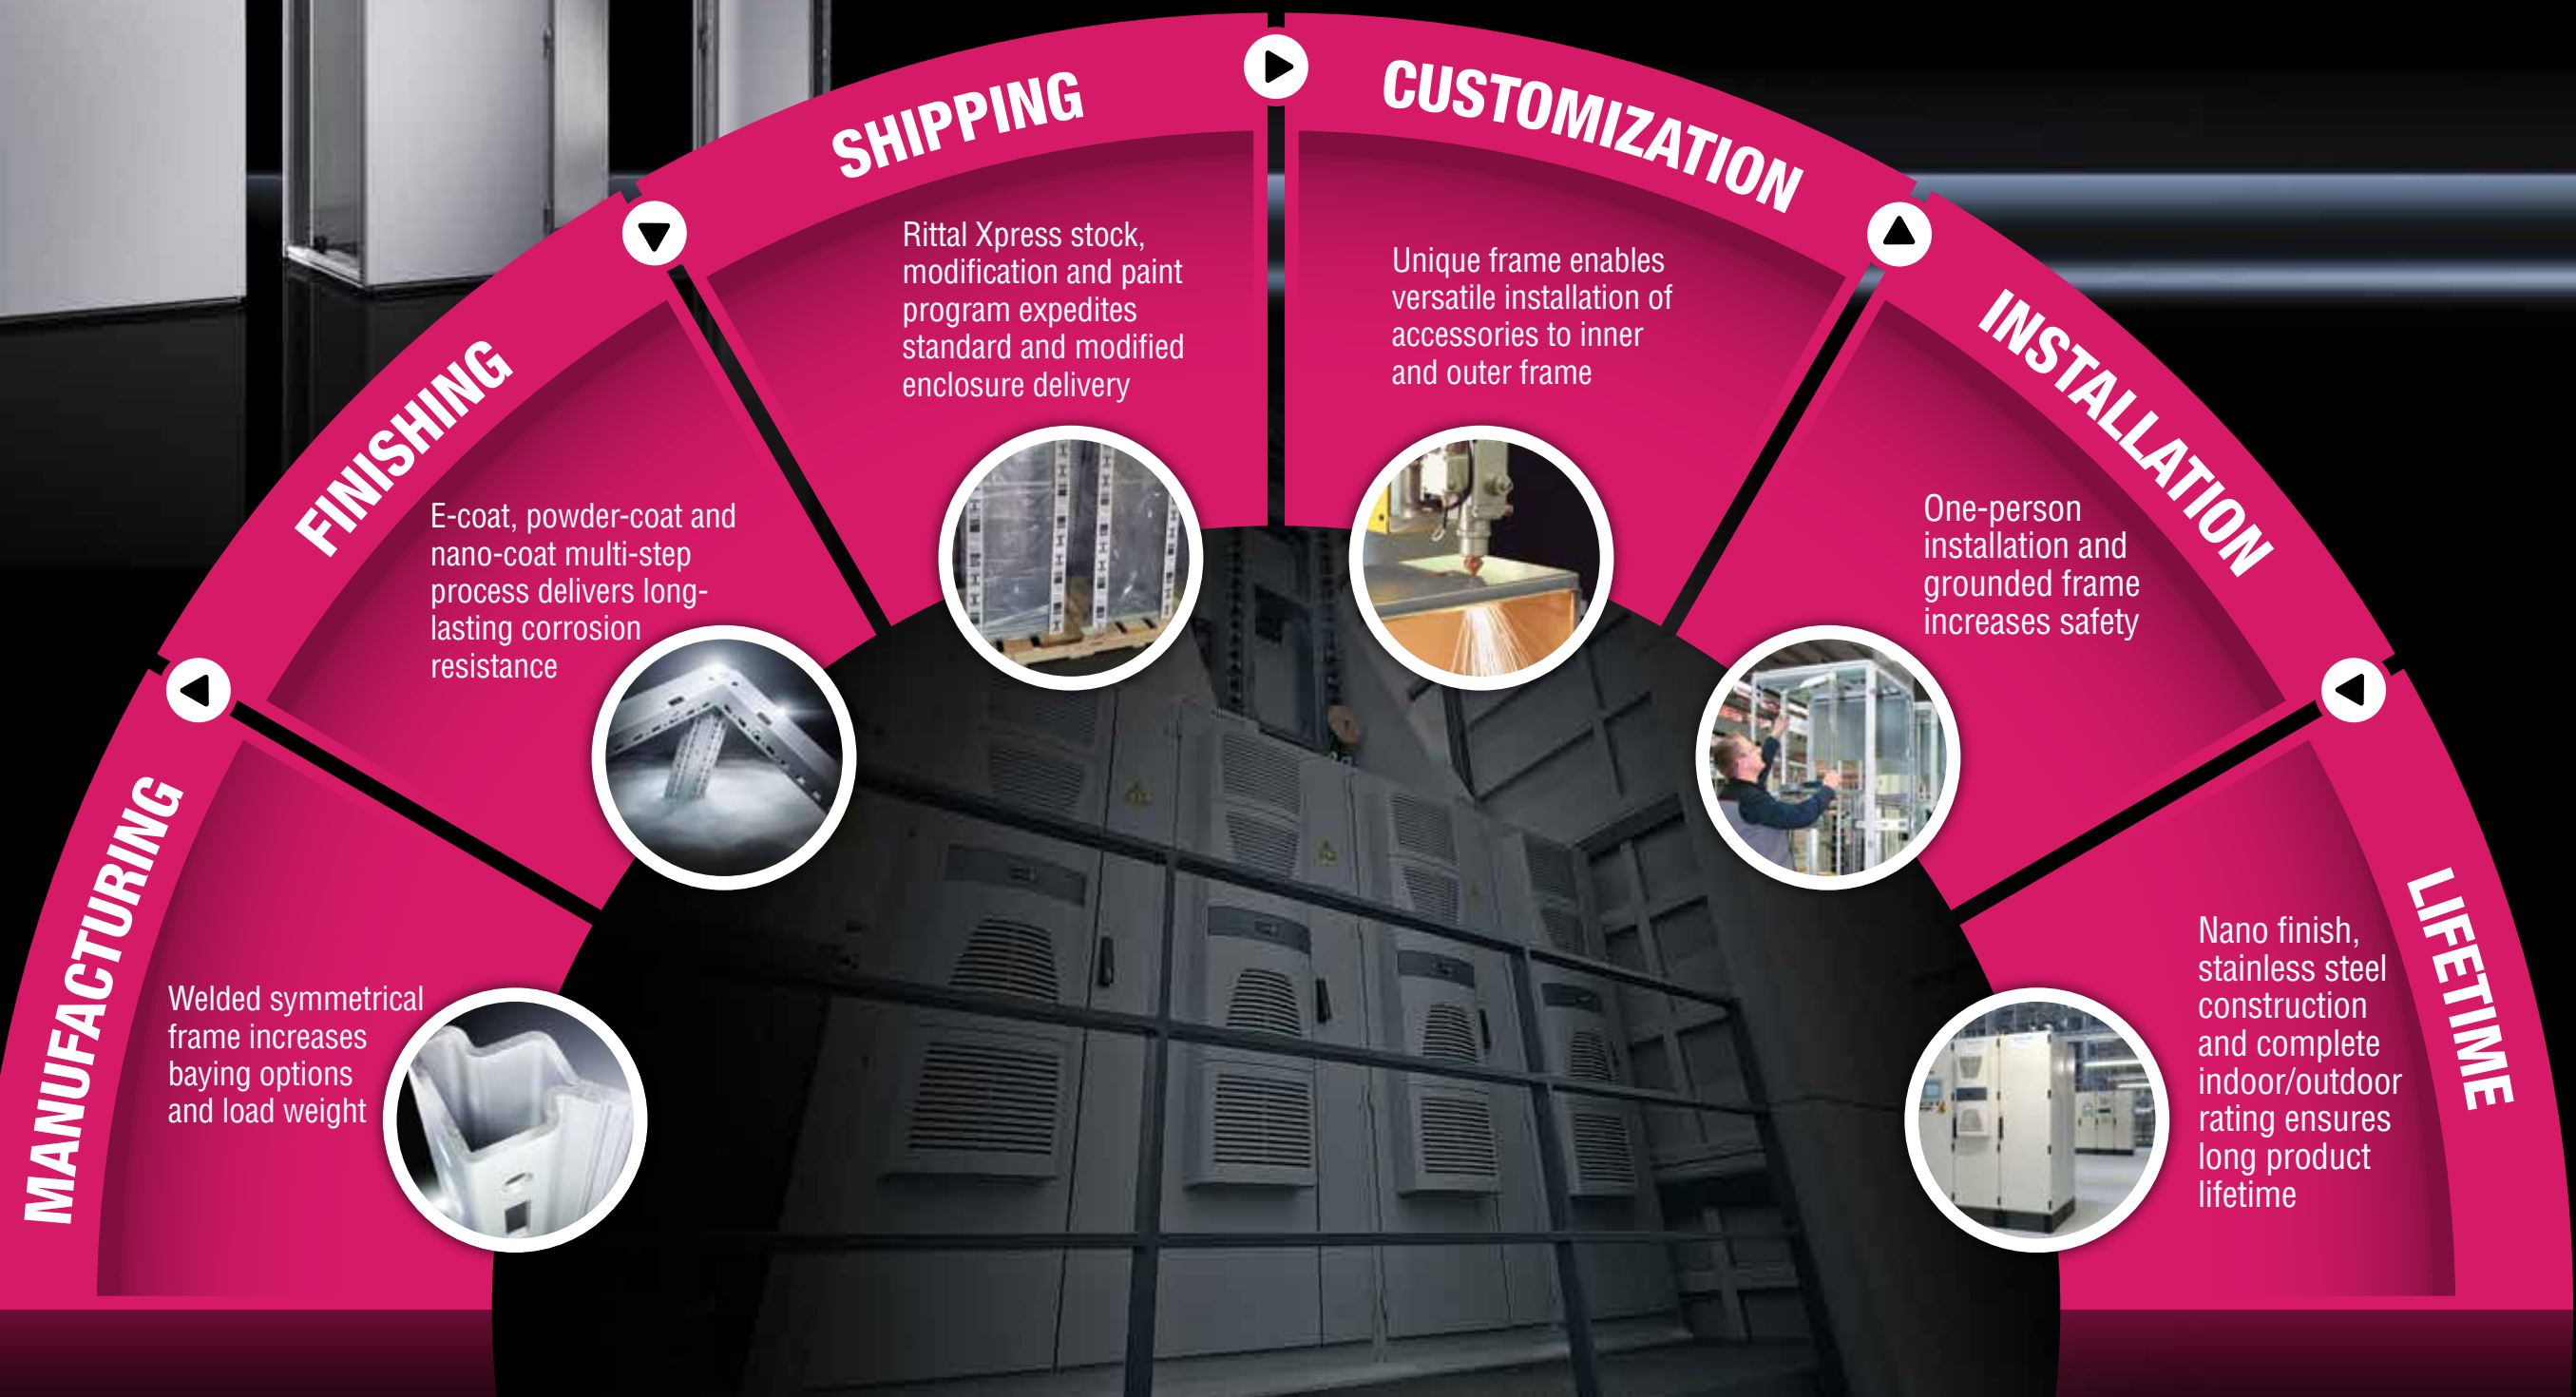 MANUFACTURING
Welded symmetrical
frame increases
baying options
and load weight
FINISHING
E-coat, powder-coat and
nano-coat multi-step
process delivers long-
lasting corrosion
resistance
SHIPPING
Rittal Xpress stock,
modification and paint
program expedites
standard and modified
enclosure delivery
CUSTOMIZATION
Unique frame enables
versatile installation of
accessories to inner
and outer frame
INSTALLATION
One-person
installation and
grounded frame
increases safety
LIFETIME
Nano finish,
stainless steel
construction
and complete
indoor/outdoor
rating ensures
long product
lifetime